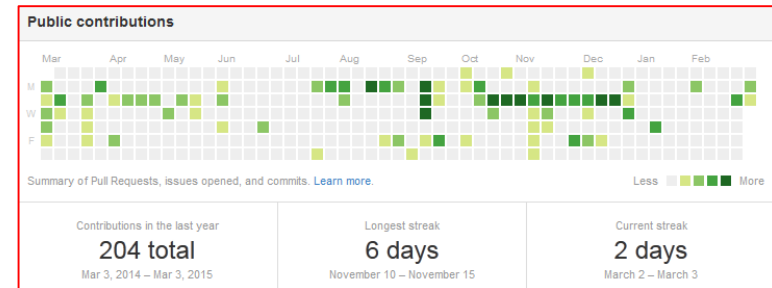 Public contributions
Mar Apr May Jun Jul Aug Sep Oct Nov Dec Jan Feb
M
W
F
Summary of Pull Requests, issues opened, and commits. Learn more.
Less More
Contributions in the last year
204 total
Mar 3, 2014 – Mar 3, 2015
Longest streak
6 days
November 10 – November 15
Current streak
2 days
March 2 – March 3